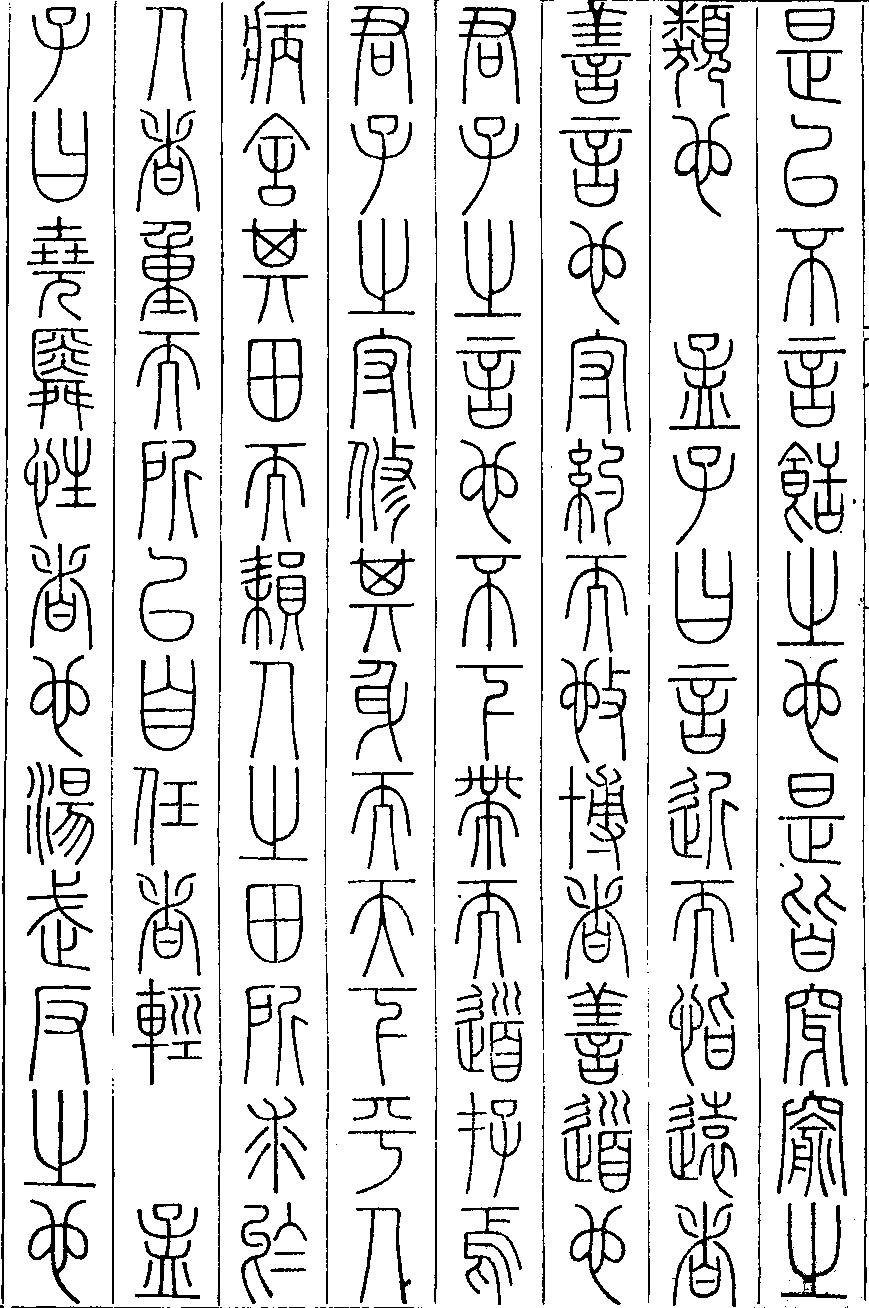 是以不言餂之也是皆穿窬之
類也　孟子曰言近而恉遠者
善言也守約而施博者善道也
君子之言也不下帶而道存焉
君子之守修其身而天下平人
病舍其田而耘人之田所求於
人者重而所以自任者輕　孟
子曰堯舜性者也湯武反之也